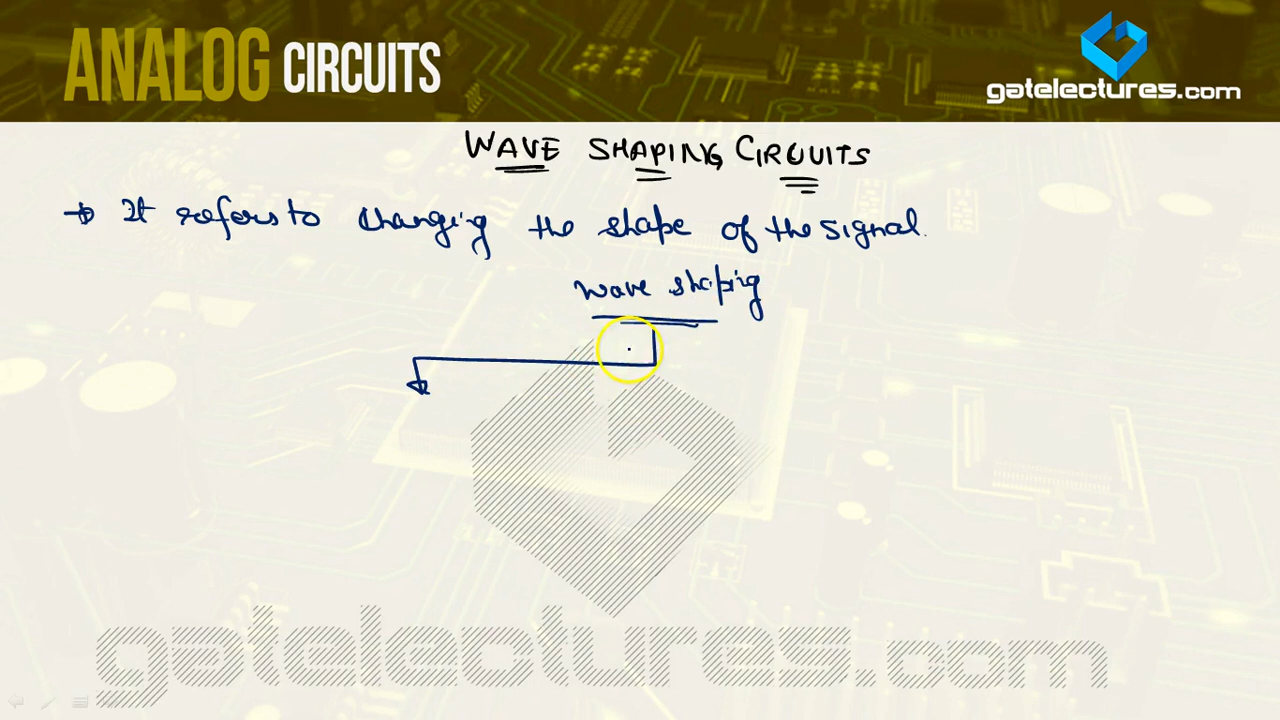 ANALOG CIRCUITS
gatelectures.com
WAVE SHAPING CIRCUITS
→ It refers to changing the shape of the signal.
wave shaping
gatelectures.com